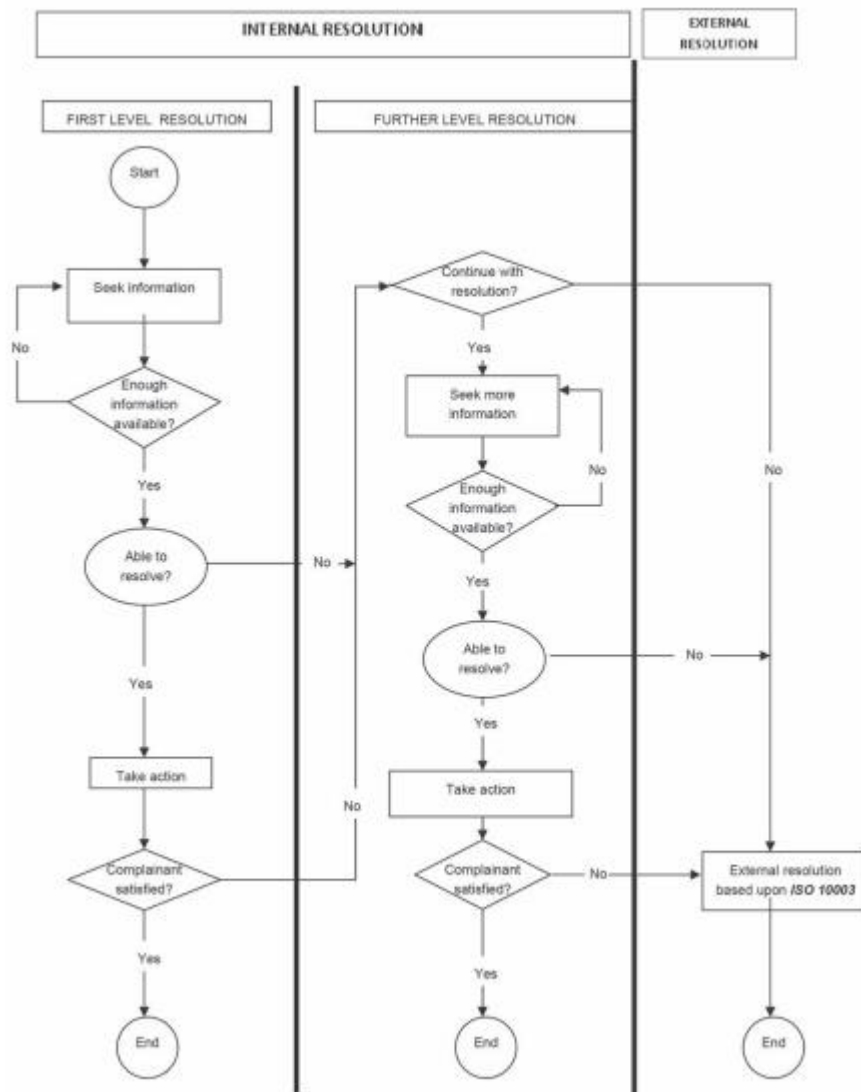 INTERNAL RESOLUTION
EXTERNAL
RESOLUTION
FIRST LEVEL RESOLUTION
FURTHER LEVEL RESOLUTION
Start
Seek information
No
Enough
information
available?
Yes
Able to
resolve?
No
Yes
Take action
No
Complainant
satisfied?
Yes
End
Continue with
resolution?
Yes
Seek more
information
No
Enough
information
available?
Yes
Able to
resolve?
No
Yes
Take action
Complainant
satisfied?
No
Yes
End
No
External resolution
based upon ISO 10003
End